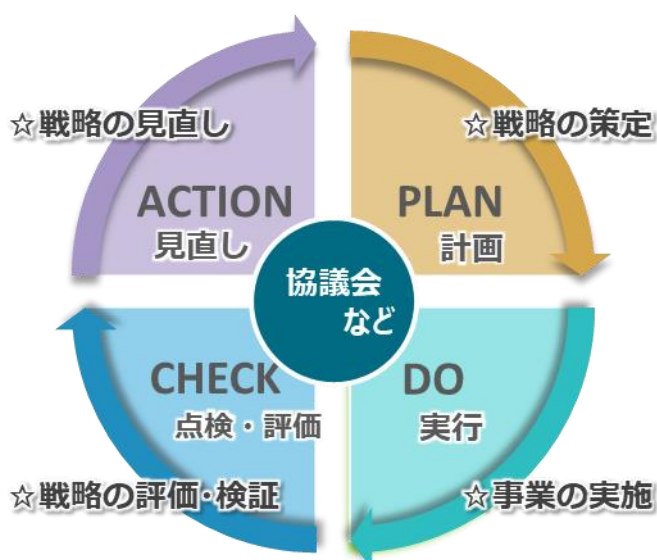 ☆戦略の見直し
ACTION
見直し
☆戦略の策定
PLAN
計画
協議会
など
CHECK
点検・評価
☆戦略の評価・検証
DO
実行
☆事業の実施